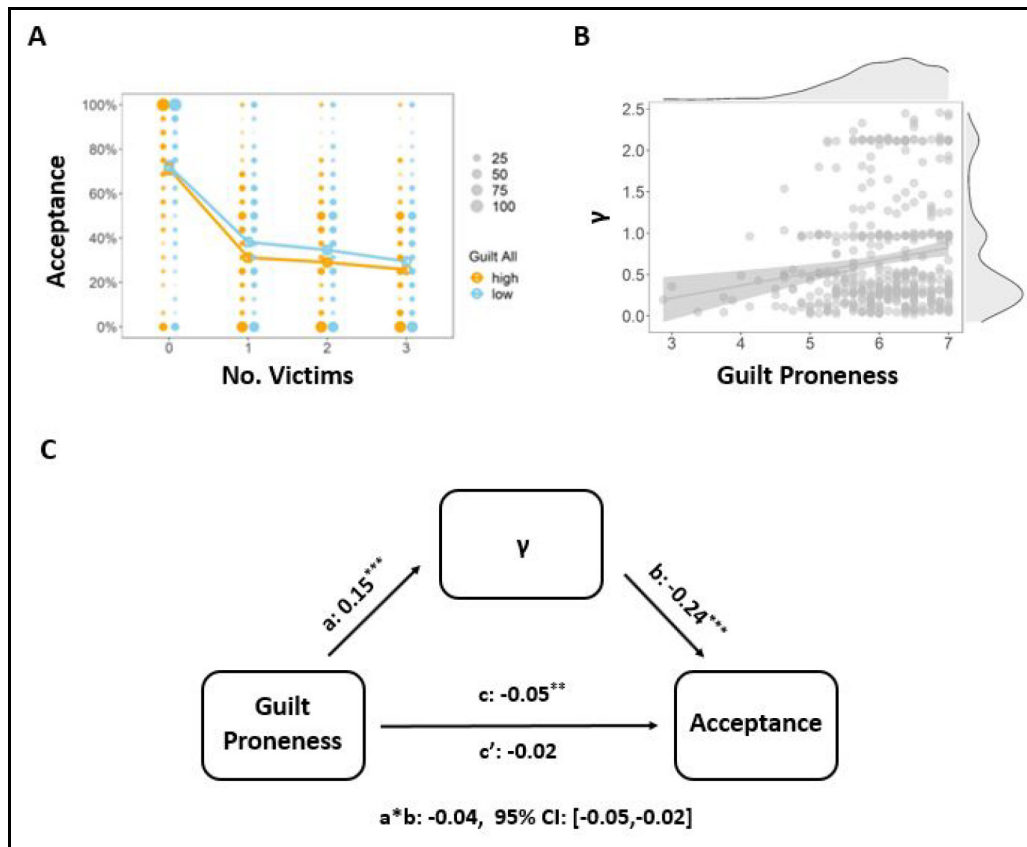 A
100%
80%
60%
40%
20%
0%
Acceptance
0 1 2 3
No. Victims
25
50
75
100
Guilt All
high
low
B
2.5
2.0
1.5
1.0
0.5
0.0
γ
3 4 5 6 7
Guilt Proneness
C
γ
a: 0.15***
b: -0.24***
Guilt
Proneness
c: -0.05**
c’: -0.02
Acceptance
a*b: -0.04, 95% CI: [-0.05,-0.02]